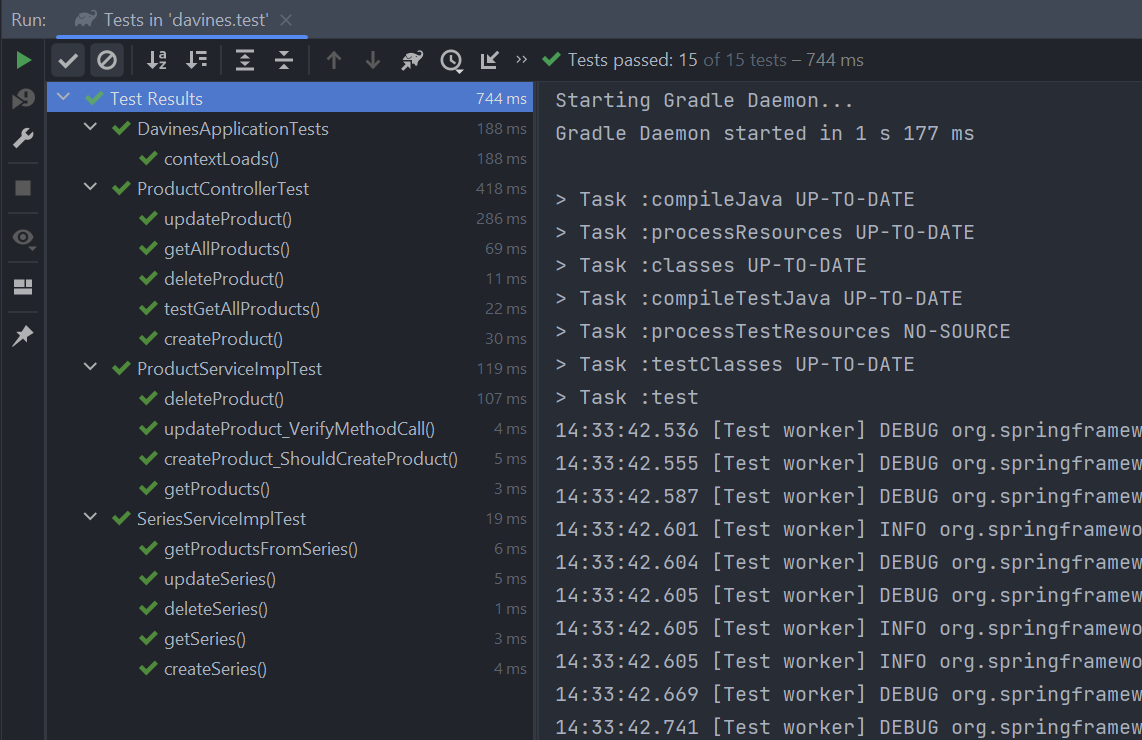 Run: Tests in 'davines.test'
Tests passed: 15 of 15 tests – 744 ms
Test Results 744 ms
DavinesApplicationTests 188 ms
contextLoads() 188 ms
ProductControllerTest 418 ms
updateProduct() 286 ms
getAllProducts() 69 ms
deleteProduct() 11 ms
testGetAllProducts() 22 ms
createProduct() 30 ms
ProductServiceImplTest 119 ms
deleteProduct() 107 ms
updateProduct_VerifyMethodCall() 4 ms
createProduct_ShouldCreateProduct() 5 ms
getProducts() 3 ms
SeriesServiceImplTest 19 ms
getProductsFromSeries() 6 ms
updateSeries() 5 ms
deleteSeries() 1 ms
getSeries() 3 ms
createSeries() 4 ms
Starting Gradle Daemon...
Gradle Daemon started in 1 s 177 ms
> Task :compileJava UP-TO-DATE
> Task :processResources UP-TO-DATE
> Task :classes UP-TO-DATE
> Task :compileTestJava UP-TO-DATE
> Task :processTestResources NO-SOURCE
> Task :testClasses UP-TO-DATE
> Task :test
14:33:42.536 [Test worker] DEBUG org.springframew
14:33:42.555 [Test worker] DEBUG org.springframew
14:33:42.587 [Test worker] DEBUG org.springframew
14:33:42.601 [Test worker] INFO org.springframewo
14:33:42.604 [Test worker] DEBUG org.springframew
14:33:42.605 [Test worker] DEBUG org.springframew
14:33:42.605 [Test worker] INFO org.springframewo
14:33:42.605 [Test worker] INFO org.springframewo
14:33:42.669 [Test worker] DEBUG org.springframew
14:33:42.741 [Test worker] DEBUG org.springframew